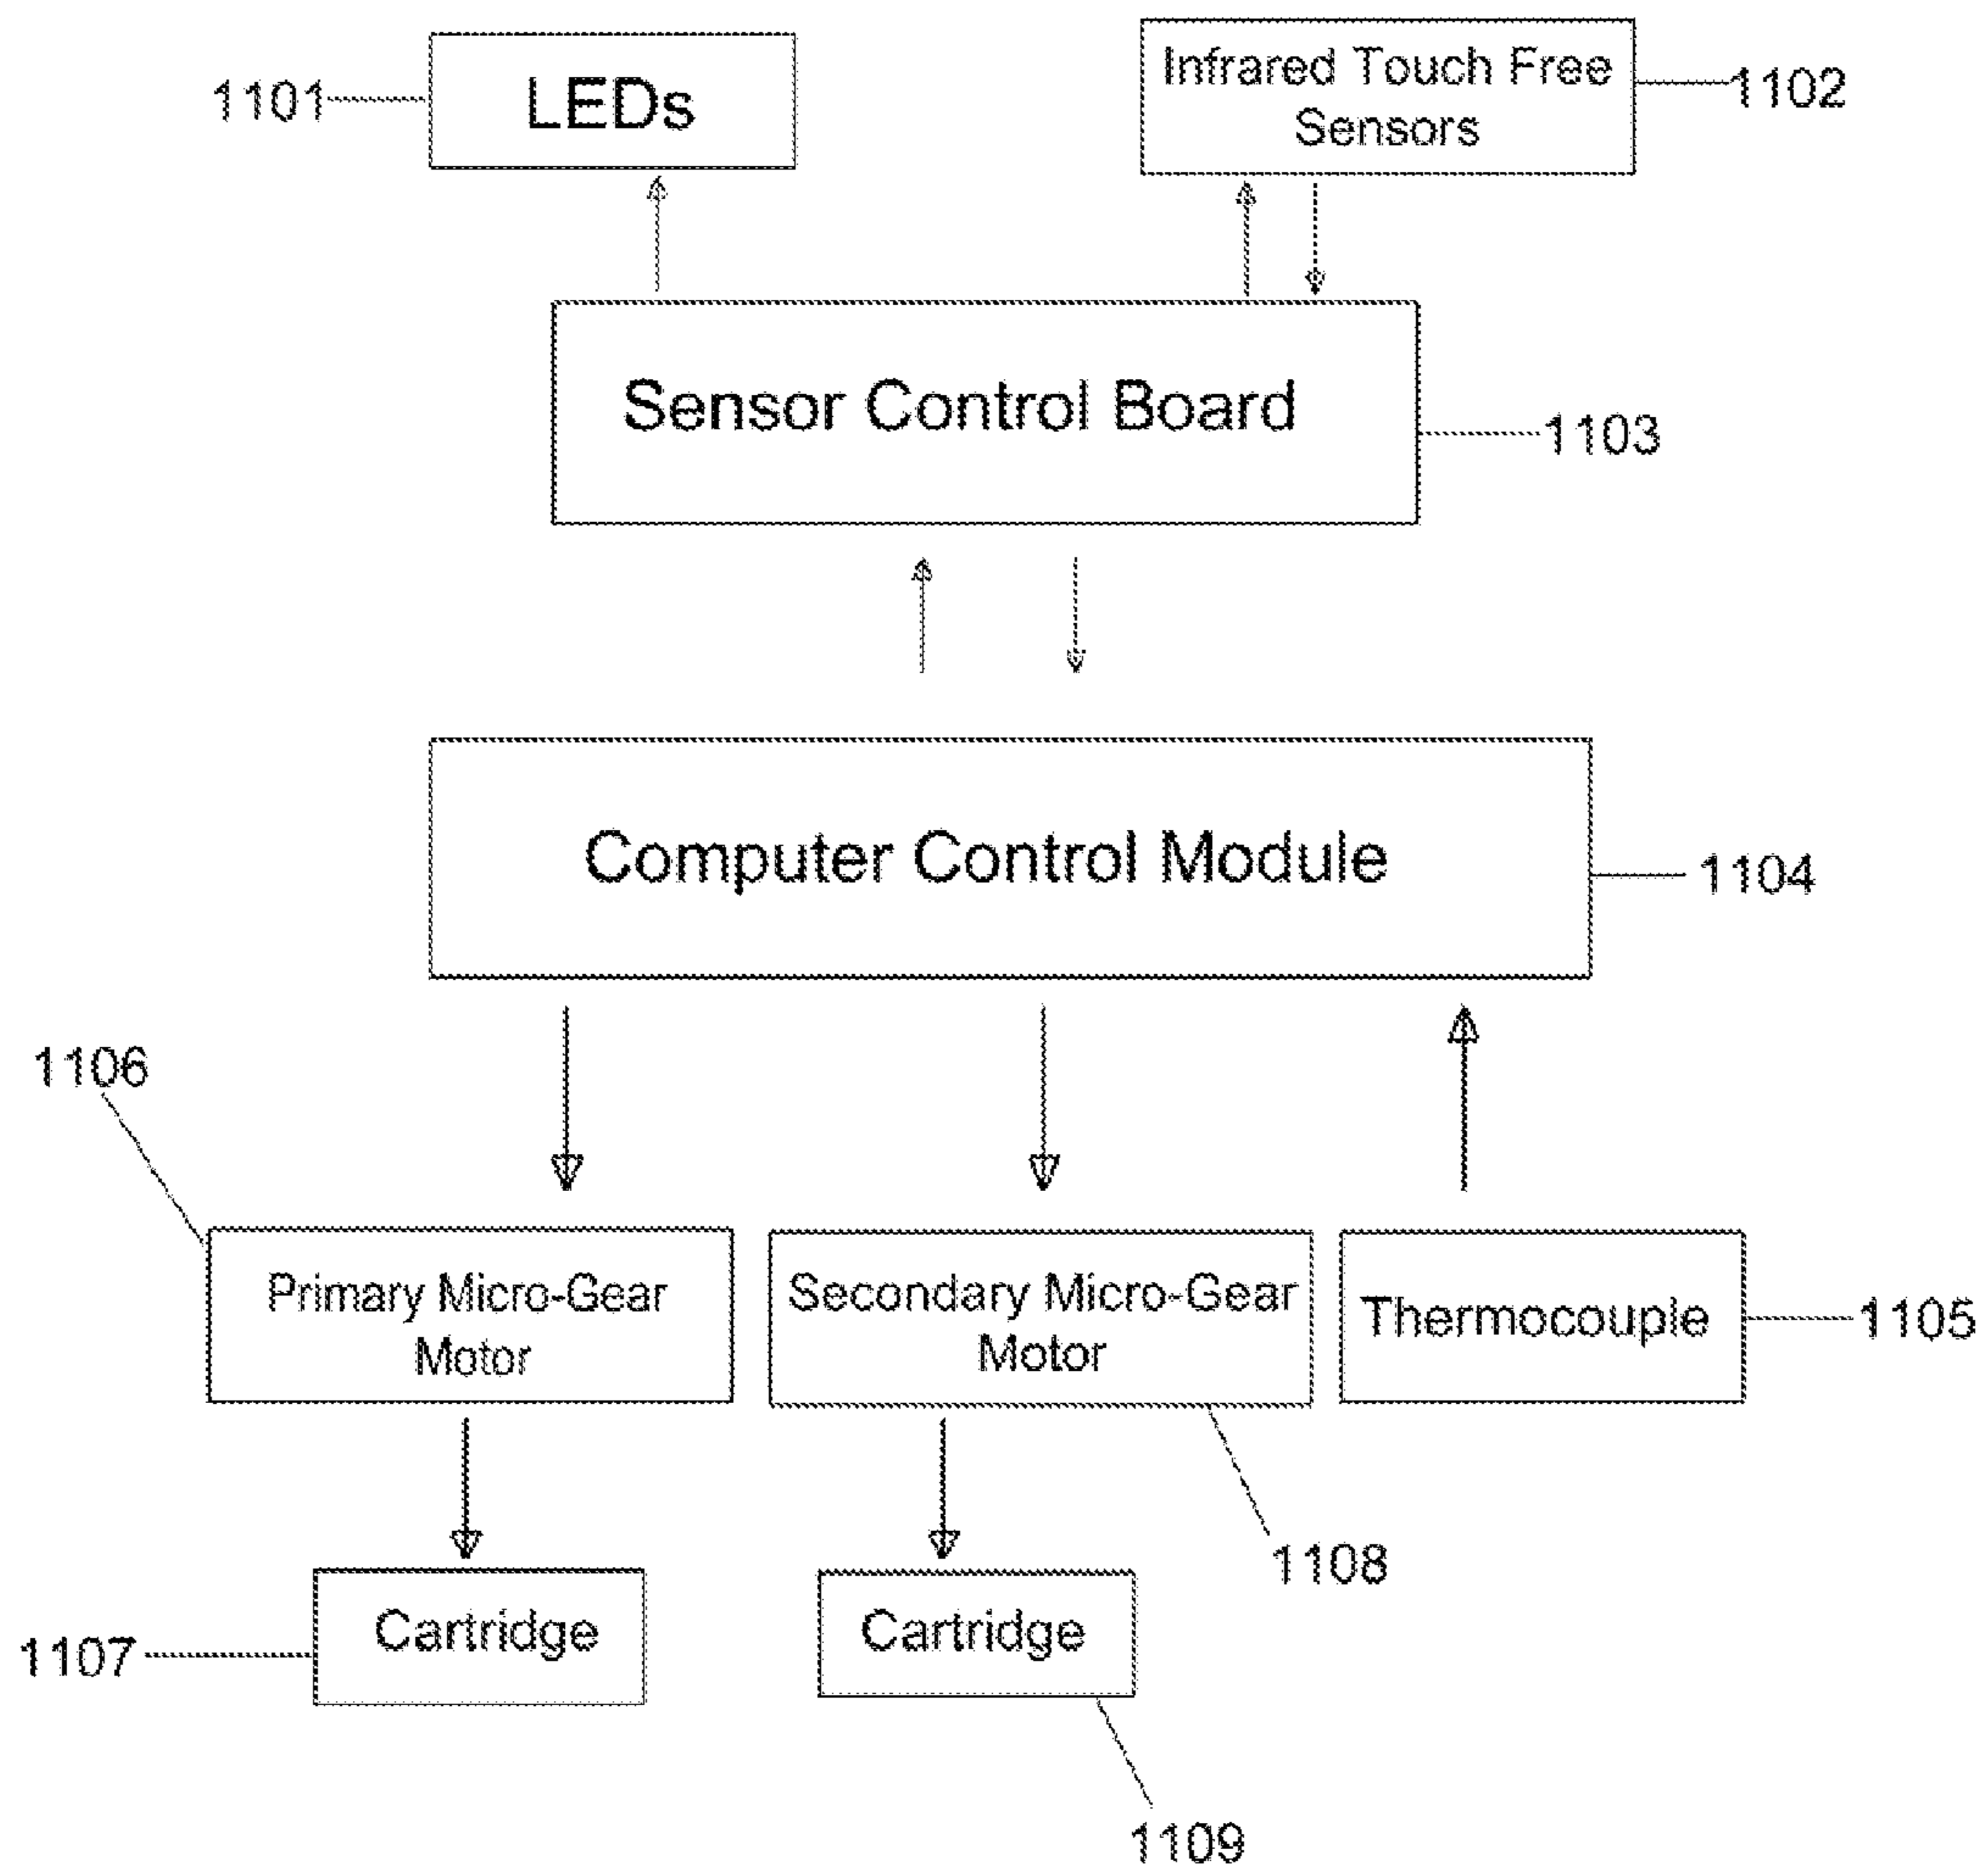 1101
LEDs
Infrared Touch Free
Sensors
1102
Sensor Control Board
1103
Computer Control Module
1104
1106
Primary Micro-Gear
Motor
Secondary Micro-Gear
Motor
Thermocouple
1105
1108
1107
Cartridge
Cartridge
1109